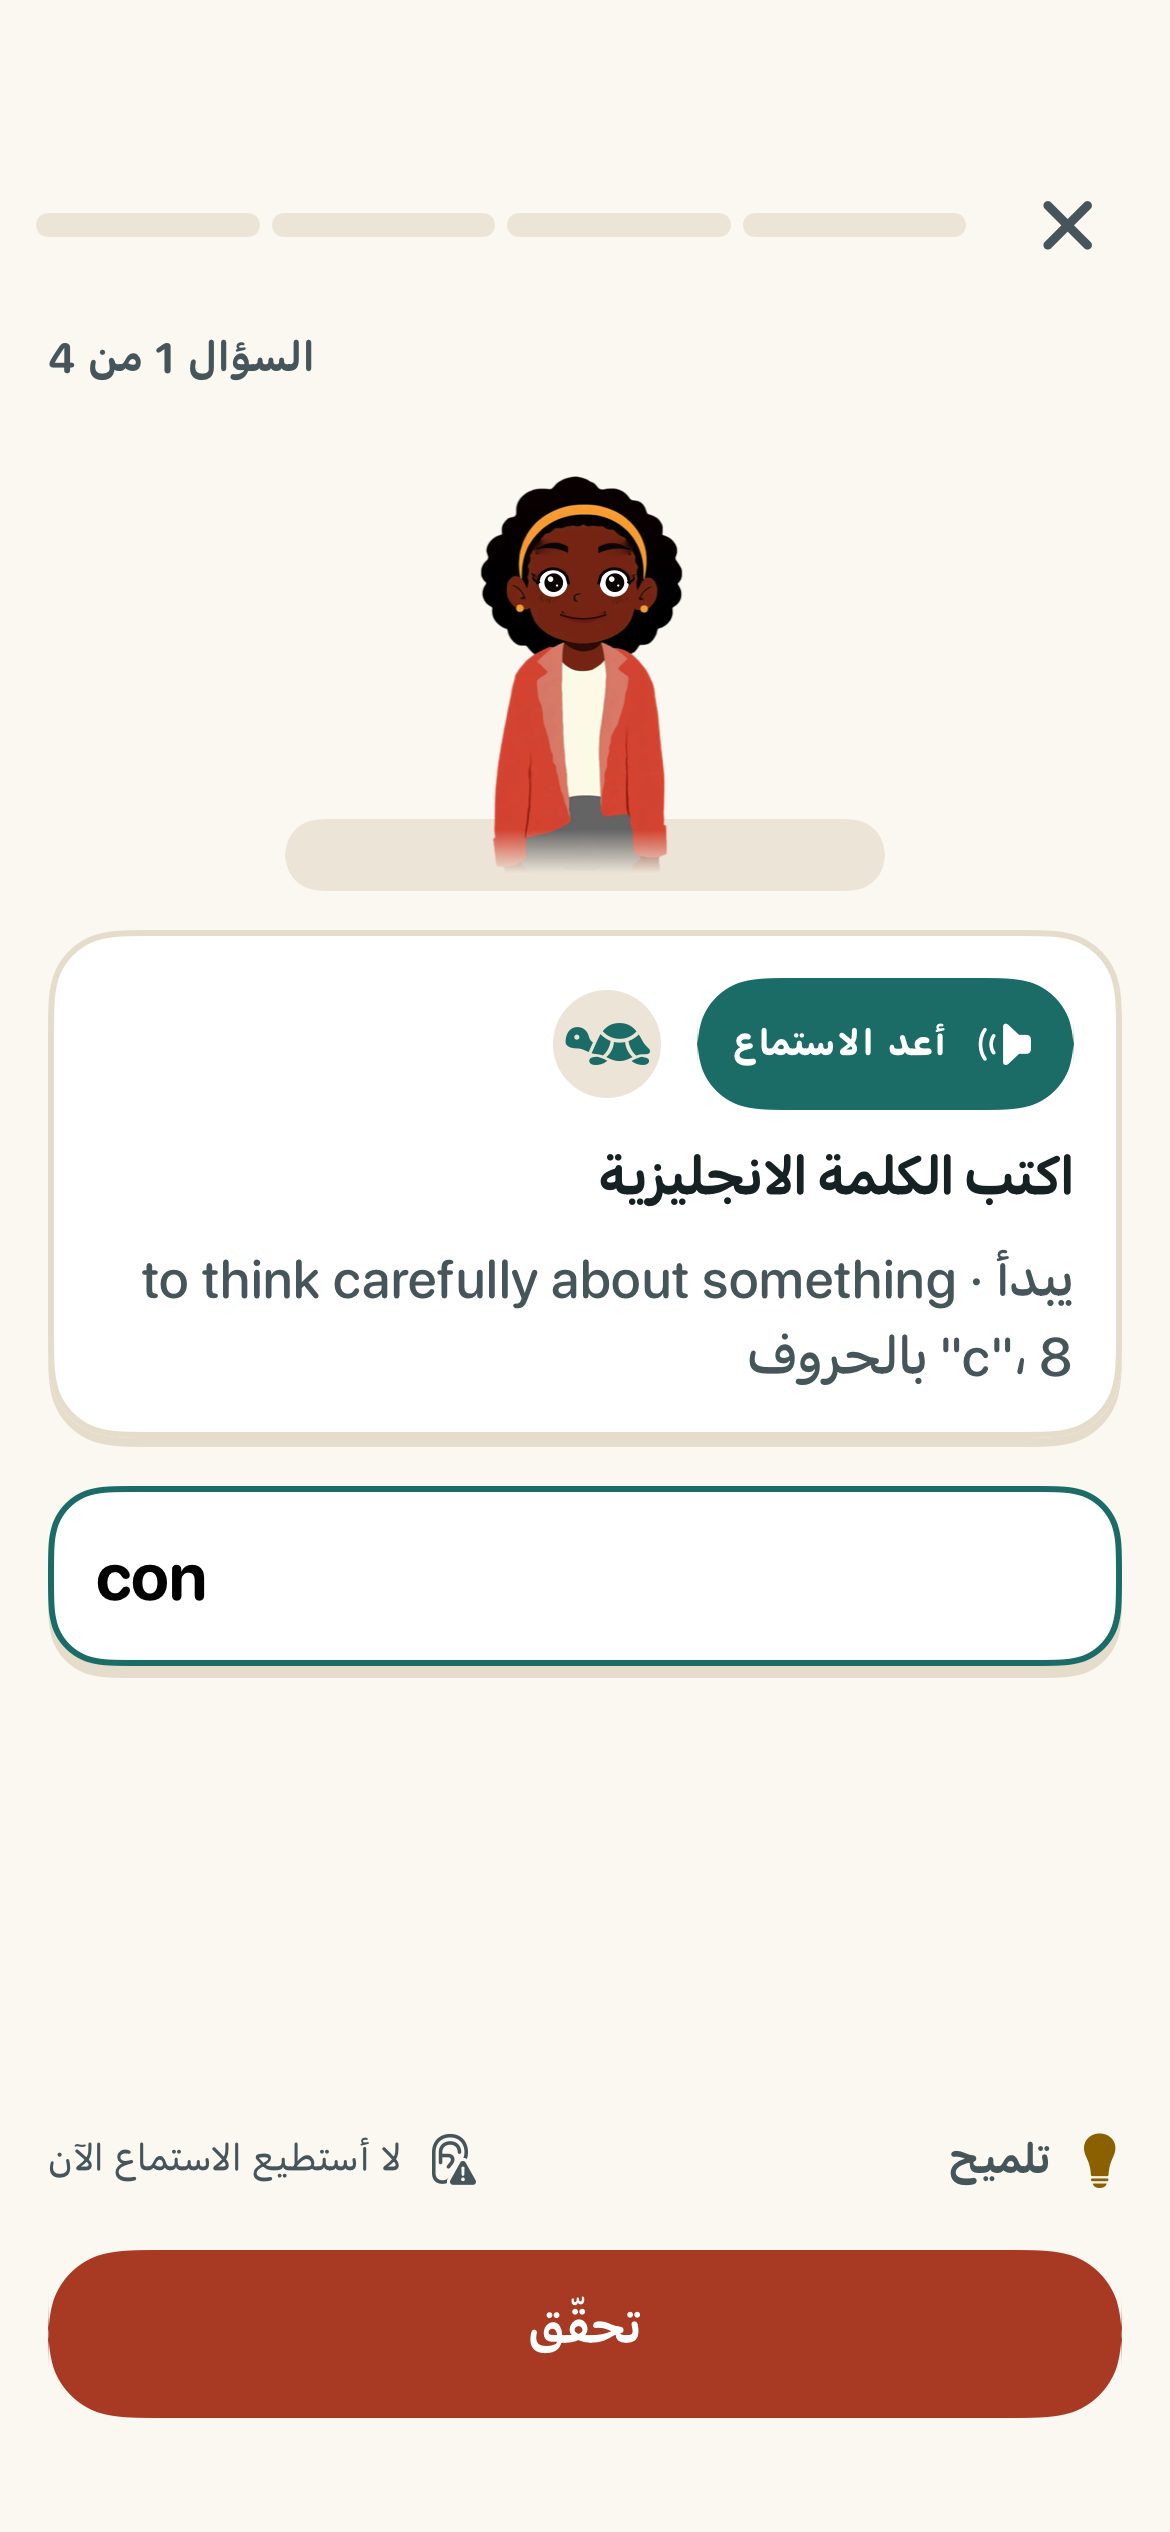 السؤال 1 من 4
أعد الاستماع
اكتب الكلمة الانجليزية
to think carefully about something · يبدأ
بالحروف "c"، 8
con
تلميح
لا أستطيع الاستماع الآن
تحقّق